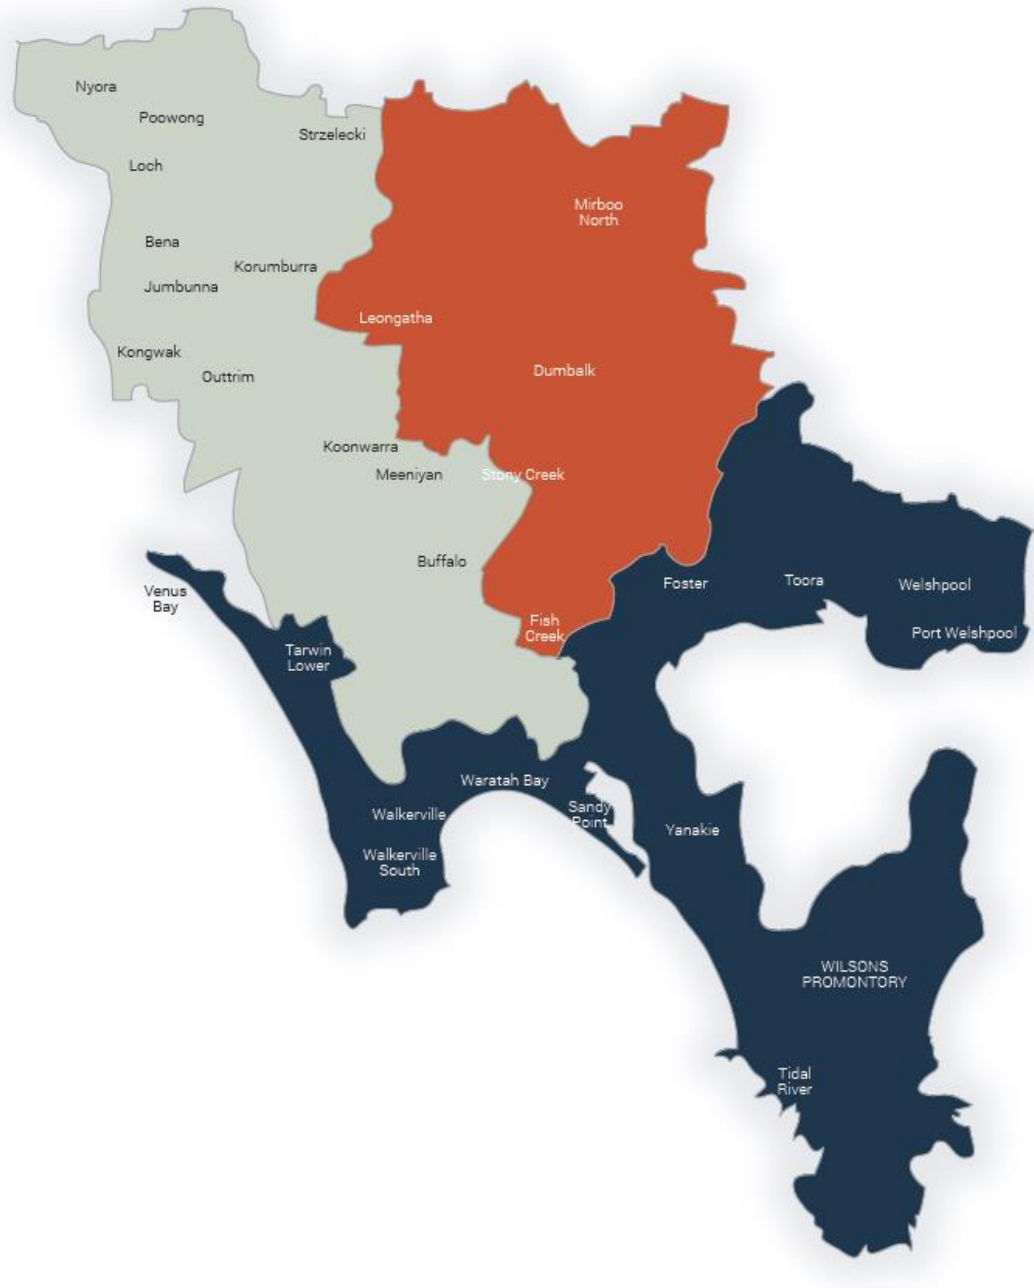 Nyora
Poowong
Strzelecki
Loch
Mirboo
North
Bena
Korumburra
Jumbunna
Leongatha
Kongwak
Outtrim
Dumbalk
Koonwarra
Meeniyan
Stony Creek
Buffalo
Foster
Toora
Welshpool
Venus
Bay
Fish
Creek
Port Welshpool
Tarwin
Lower
Waratah Bay
Walkerville
Sandy
Point
Yanakie
Walkerville
South
WILSONS
PROMONTORY
Tidal
River